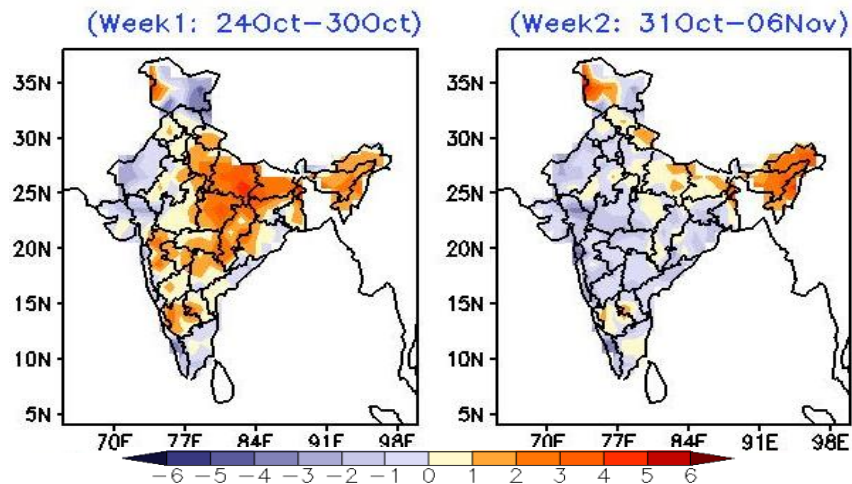 (Week1: 24Oct−30Oct)
(Week2: 31Oct−06Nov)
35N
30N
25N
20N
15N
10N
5N
70E 77E 84E 91E 98E
35N
30N
25N
20N
15N
10N
5N
70E 77E 84E 91E 98E
−6 −5 −4 −3 −2 −1 0 1 2 3 4 5 6